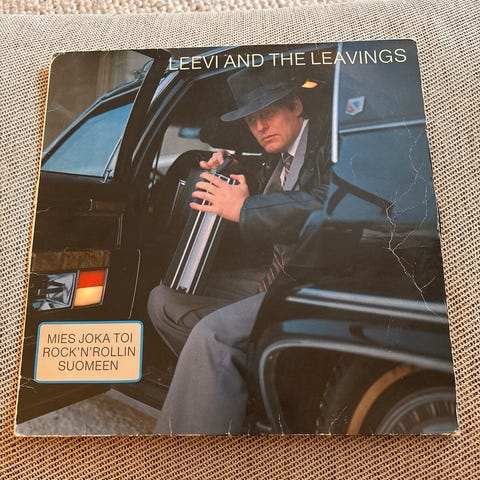 LEEVI AND THE LEAVINGS
MIES JOKA TOI
ROCK'N'ROLLIN
SUOMEEN